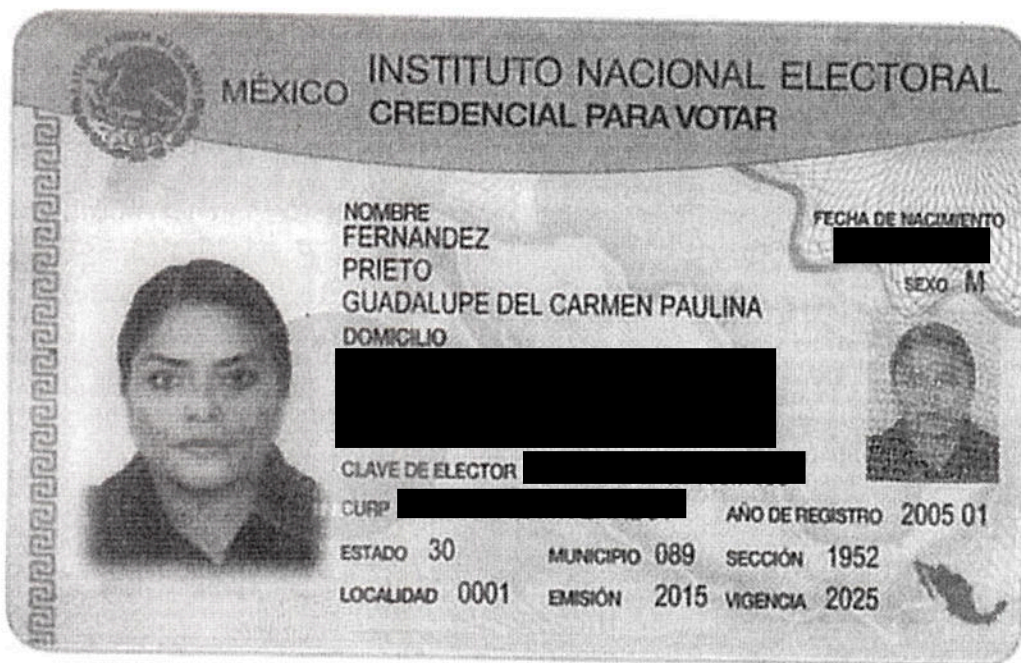 MÉXICO INSTITUTO NACIONAL ELECTORAL
CREDENCIAL PARA VOTAR
NOMBRE
FERNANDEZ
PRIETO
GUADALUPE DEL CARMEN PAULINA
FECHA DE NACIMIENTO
SEXO M
DOMICILIO
CLAVE DE ELECTOR
CURP
AÑO DE REGISTRO 2005 01
ESTADO 30 MUNICIPIO 089 SECCIÓN 1952
LOCALIDAD 0001 EMISIÓN 2015 VIGENCIA 2025